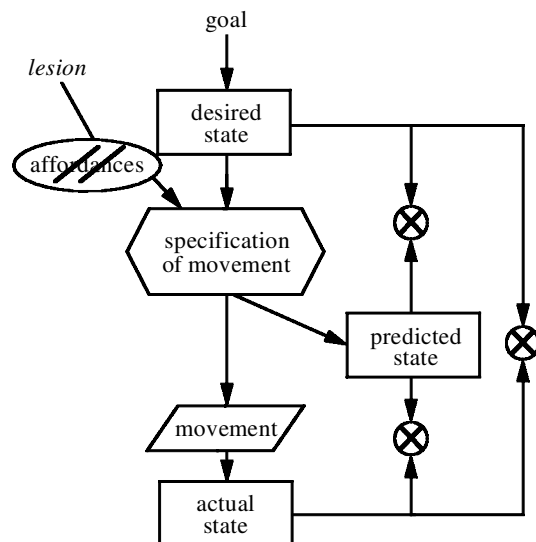 goal
lesion
desired
state
affordances
specification
of movement
predicted
state
movement
actual
state